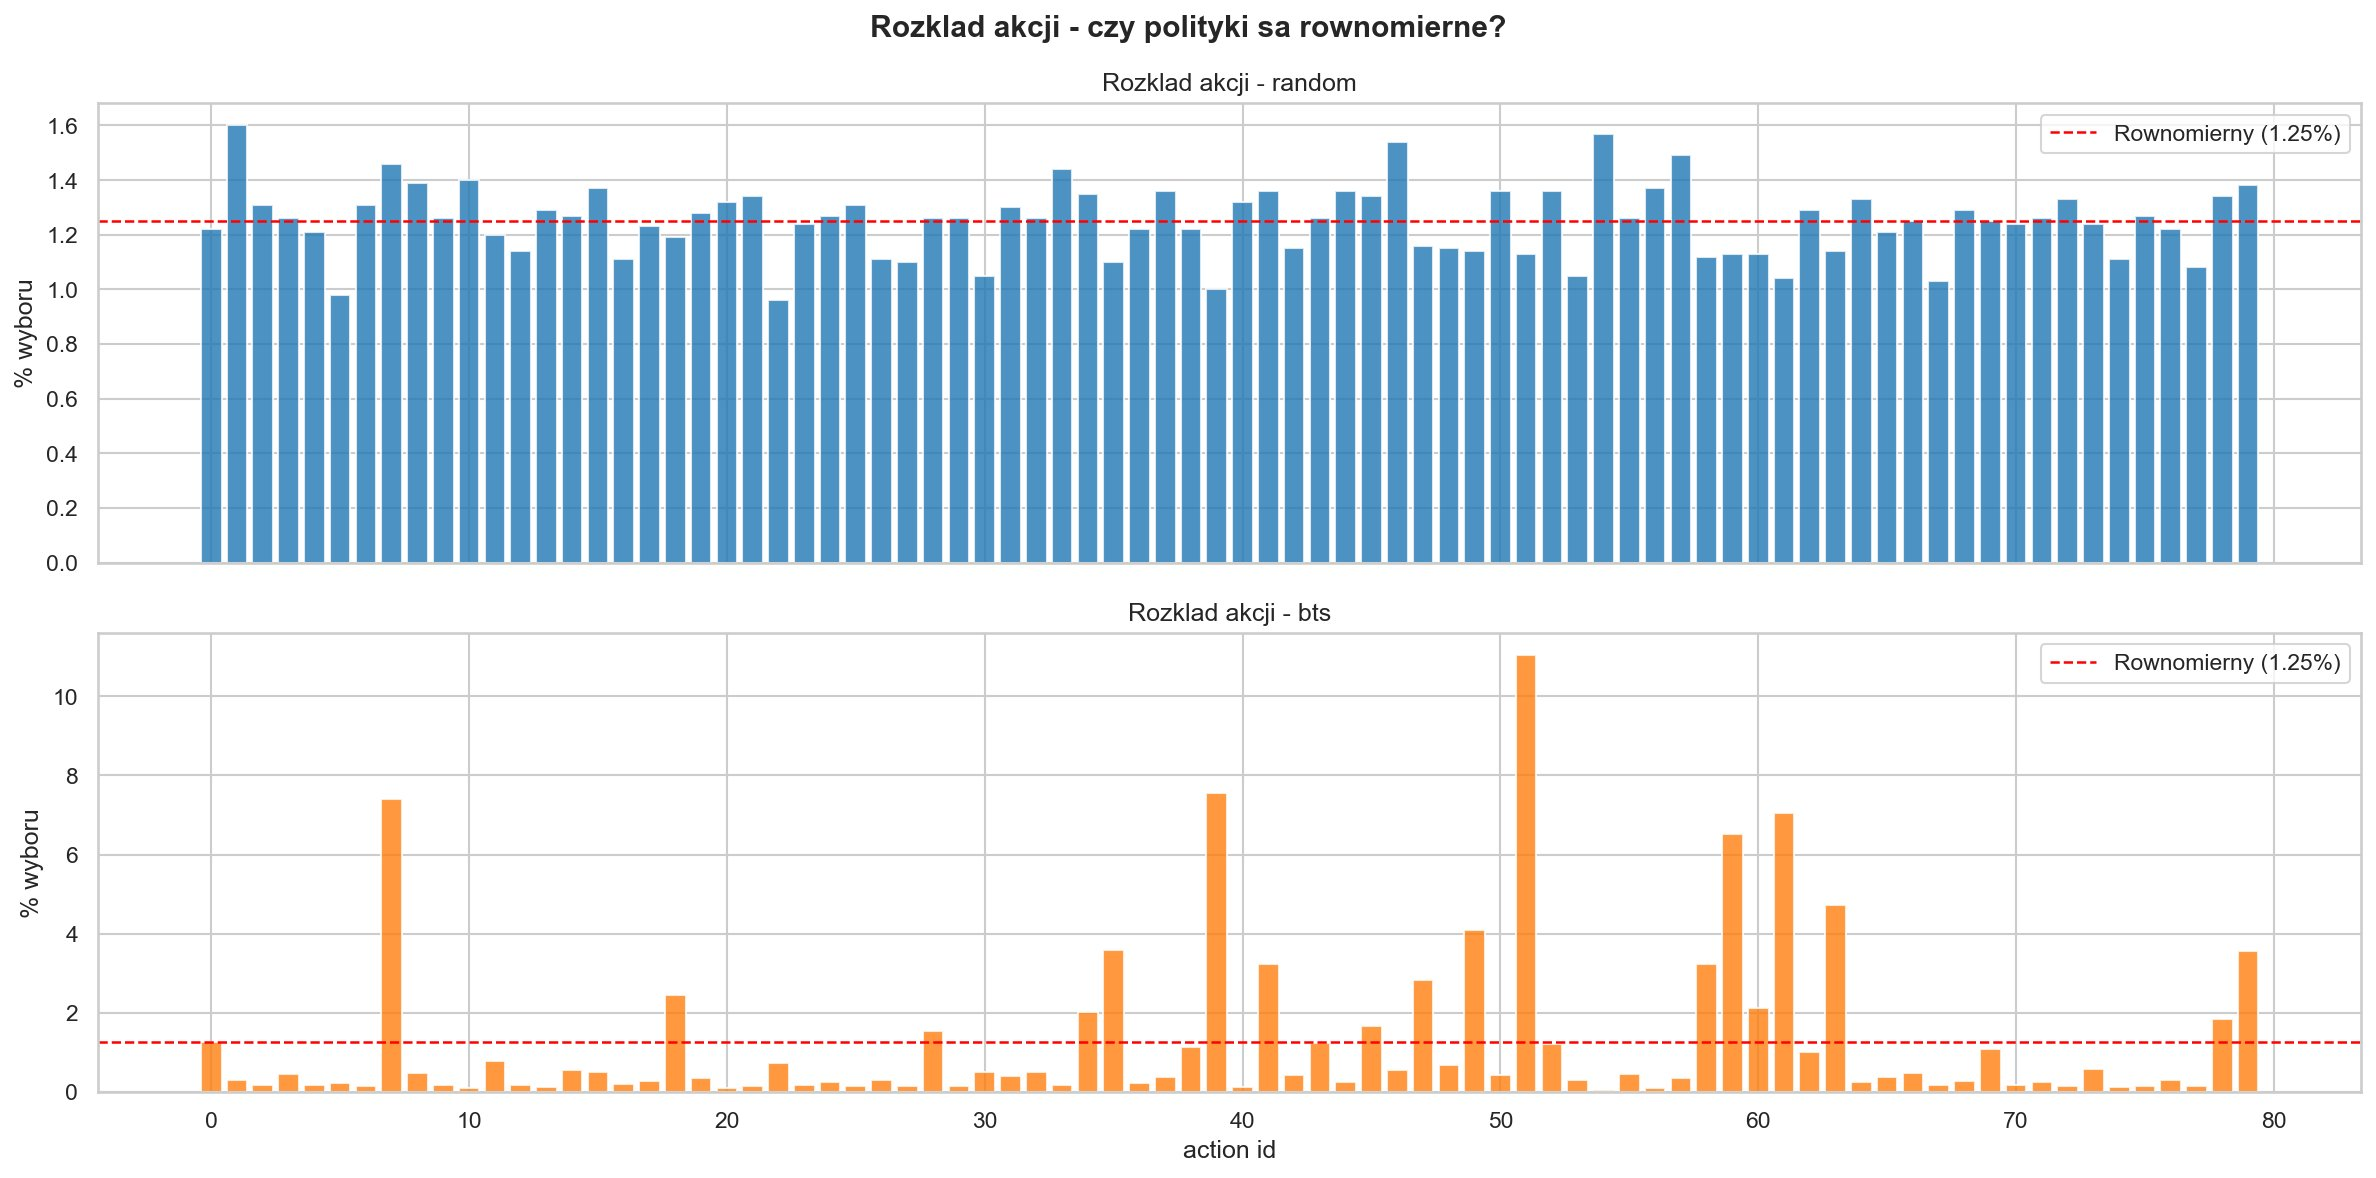 Rozklad akcji - czy polityki sa rownomierne?
Rozklad akcji - random
1.6
1.4
1.2
1.0
0.8
0.6
0.4
0.2
0.0
% wyboru
Rownomierny (1.25%)
Rozklad akcji - bts
10
8
6
4
2
0
% wyboru
Rownomierny (1.25%)
0 10 20 30 40 50 60 70 80
action id